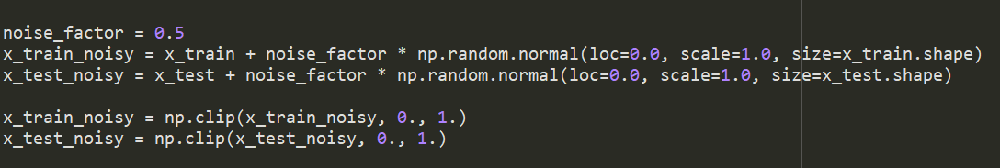 noise_factor = 0.5
x_train_noisy = x_train + noise_factor * np.random.normal(loc=0.0, scale=1.0, size=x_train.shape)
x_test_noisy = x_test + noise_factor * np.random.normal(loc=0.0, scale=1.0, size=x_test.shape)
x_train_noisy = np.clip(x_train_noisy, 0., 1.)
x_test_noisy = np.clip(x_test_noisy, 0., 1.)